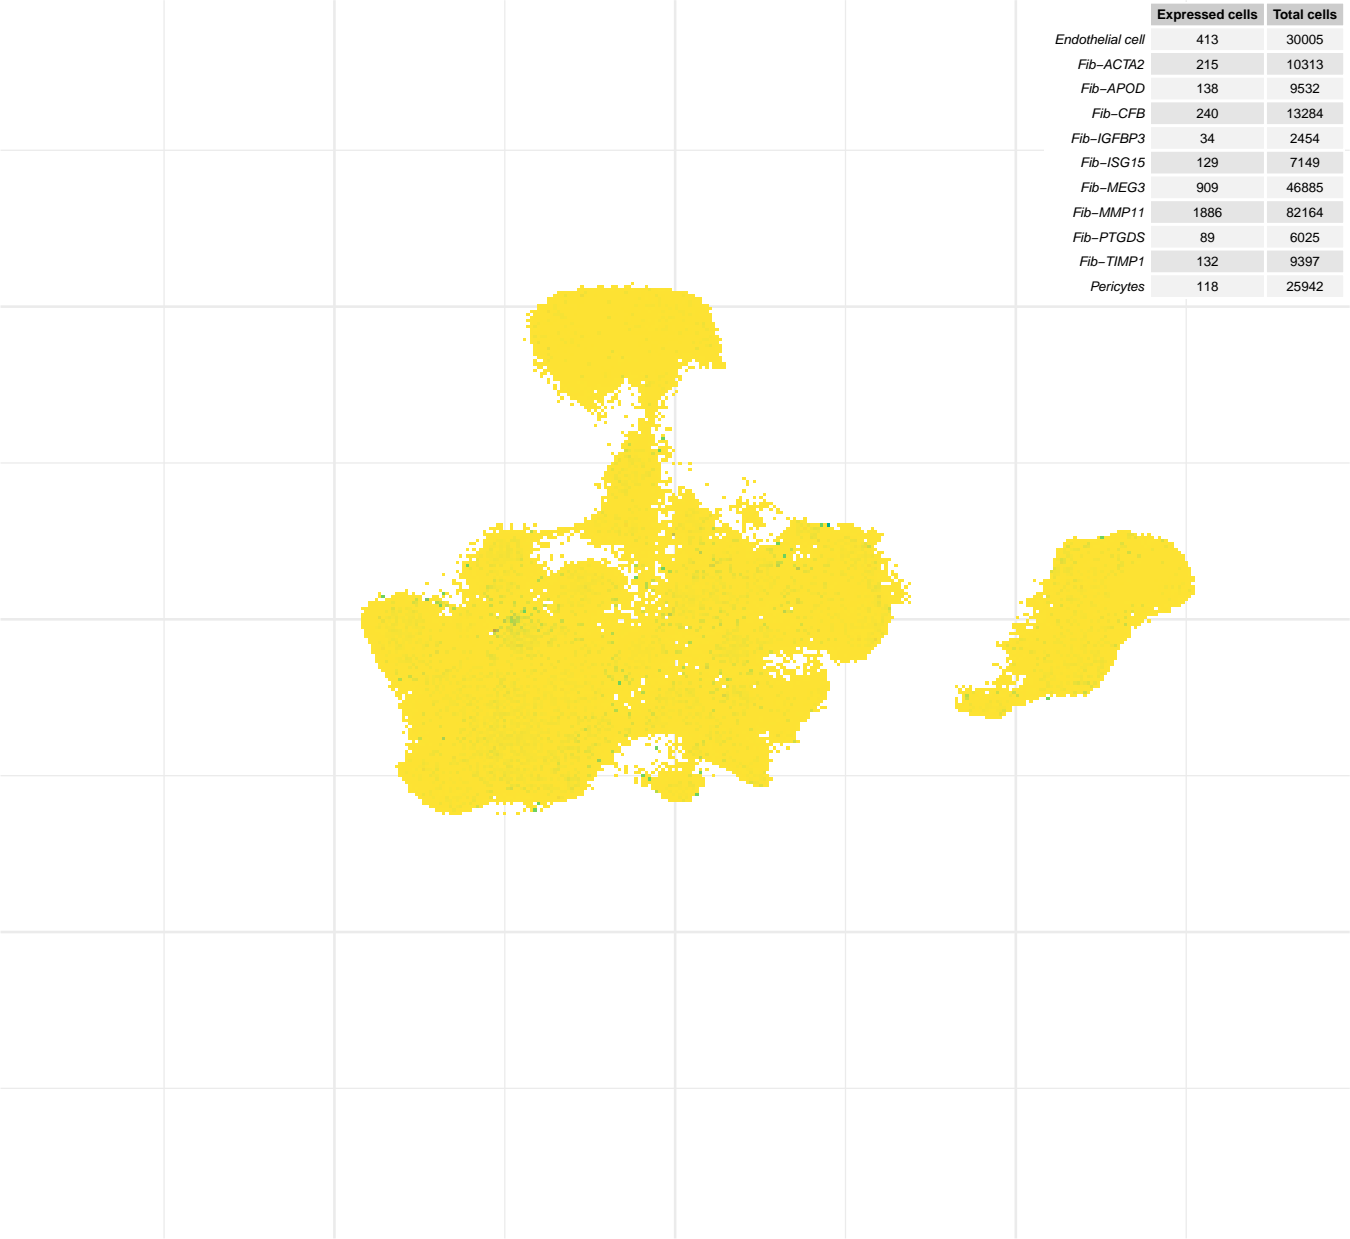 Expressed cells Total cells
Endothelial cell 413 30005
Fib−ACTA2 215 10313
Fib−APOD 138 9532
Fib−CFB 240 13284
Fib−IGFBP3 34 2454
Fib−ISG15 129 7149
Fib−MEG3 909 46885
Fib−MMP11 1886 82164
Fib−PTGDS 89 6025
Fib−TIMP1 132 9397
Pericytes 118 25942